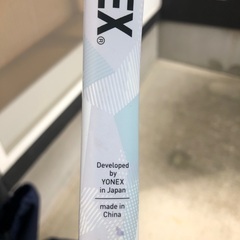 EX®
Developed
by
YONEX
in Japan
made in
China